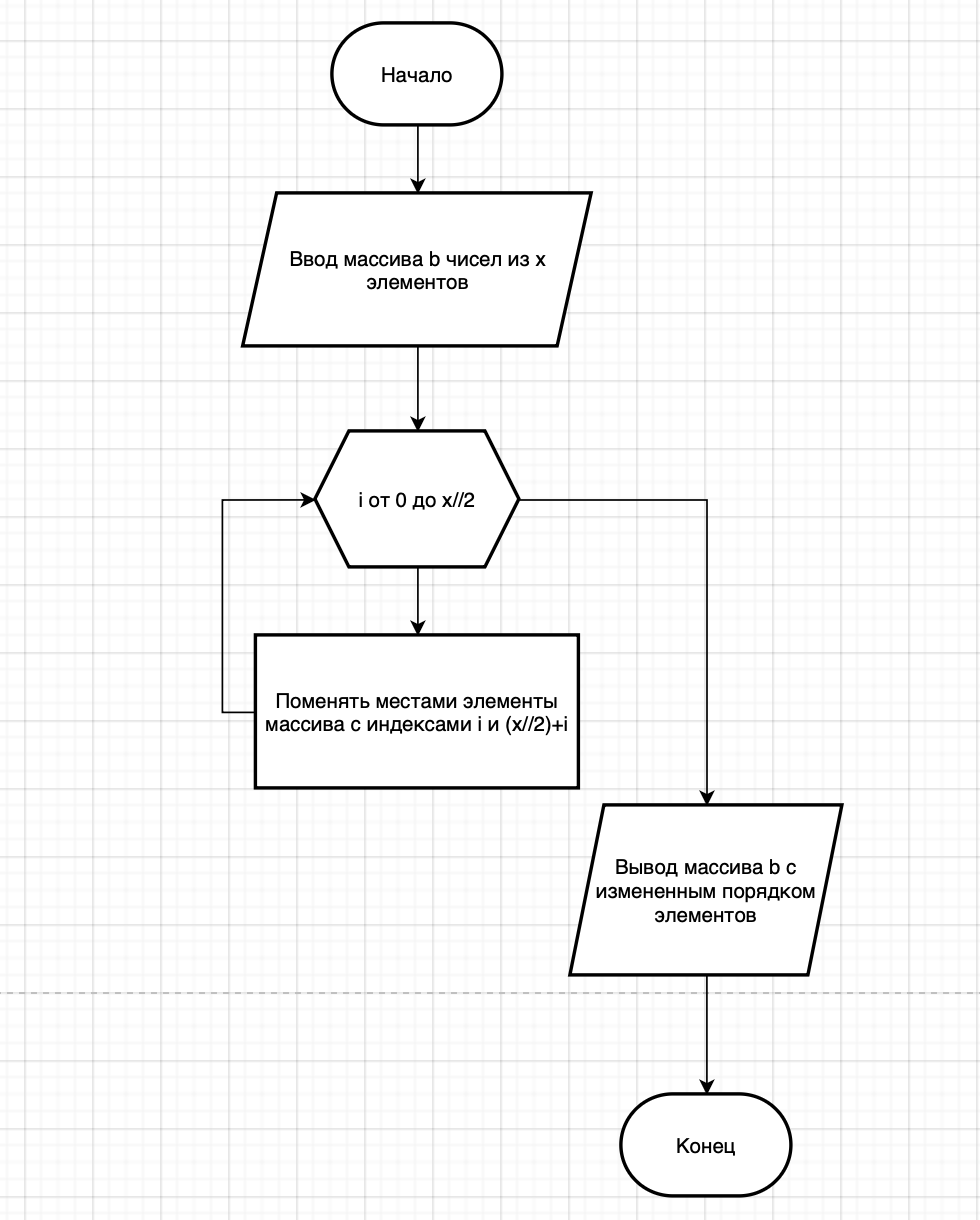 Начало
Ввод массива b чисел из x
элементов
i от 0 до x//2
Поменять местами элементы
массива с индексами i и (x//2)+i
Вывод массива b с
измененным порядком
элементов
Конец